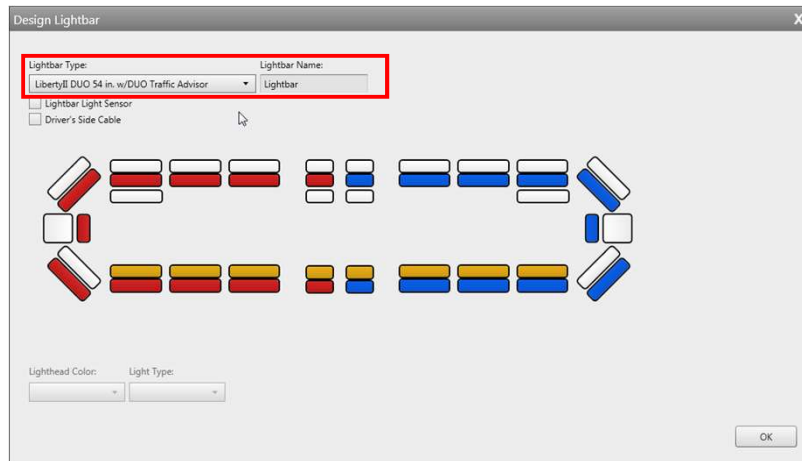 Design Lightbar X
Lightbar Type: Lightbar Name:
LibertyII DUO 54 in. w/DUO Traffic Advisor Lightbar
Lightbar Light Sensor
Driver's Side Cable
Lighthead Color: Light Type:
OK